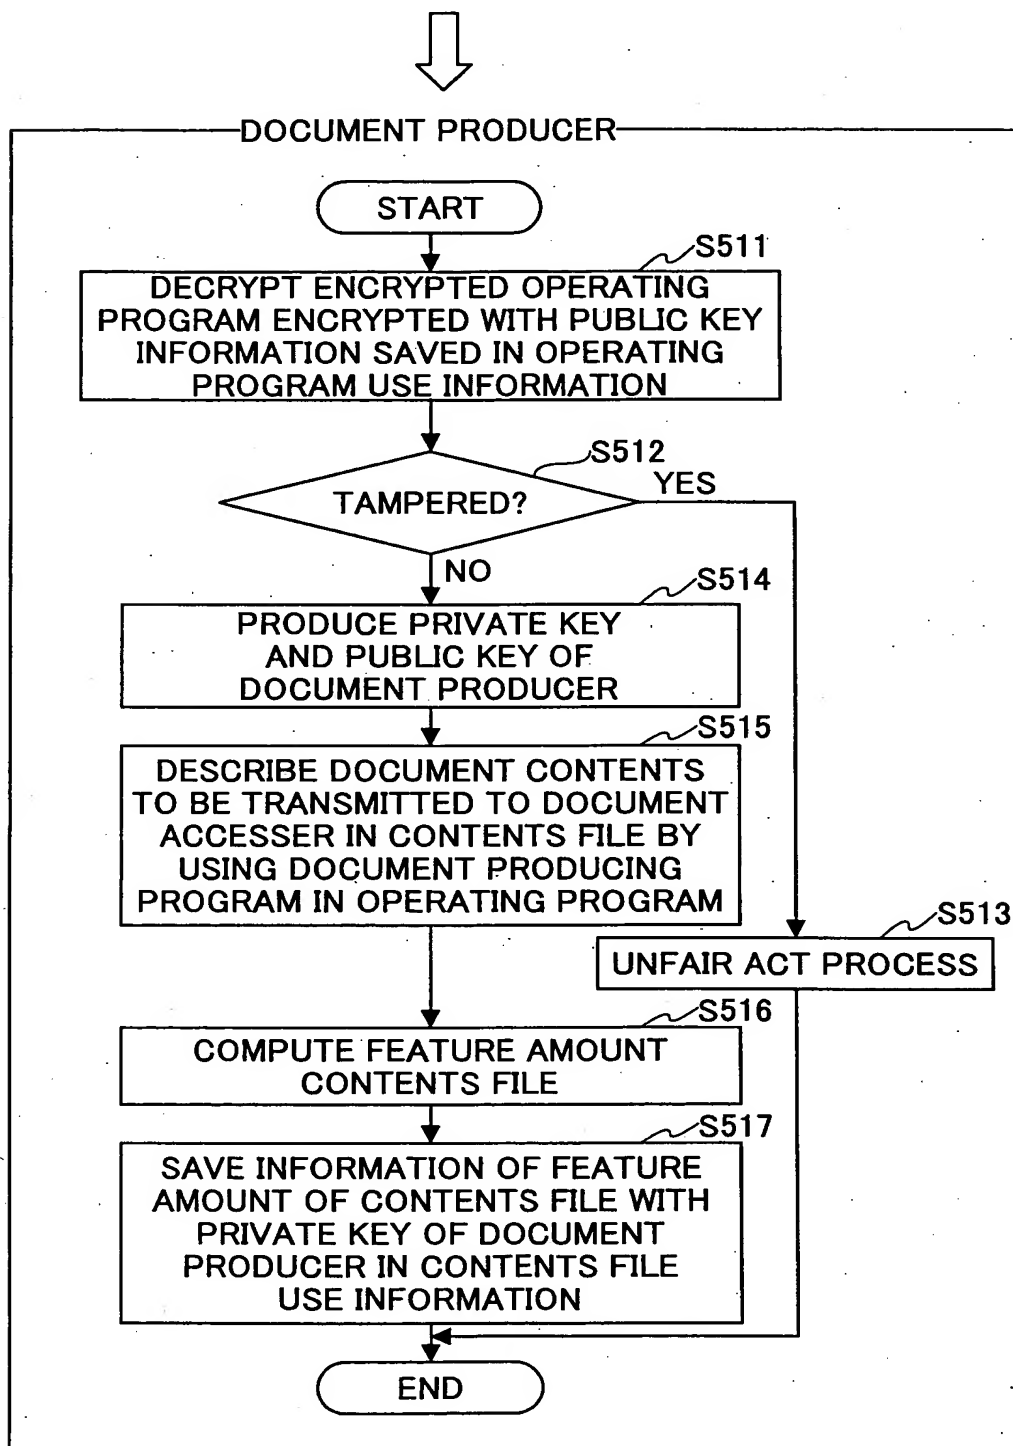 DOCUMENT PRODUCER
START
S511
DECRYPT ENCRYPTED OPERATING
PROGRAM ENCRYPTED WITH PUBLIC KEY
INFORMATION SAVED IN OPERATING
PROGRAM USE INFORMATION
S512
TAMPERED?
YES
NO
S514
PRODUCE PRIVATE KEY
AND PUBLIC KEY OF
DOCUMENT PRODUCER
S515
DESCRIBE DOCUMENT CONTENTS
TO BE TRANSMITTED TO DOCUMENT
ACCESSER IN CONTENTS FILE BY
USING DOCUMENT PRODUCING
PROGRAM IN OPERATING PROGRAM
S513
UNFAIR ACT PROCESS
S516
COMPUTE FEATURE AMOUNT
CONTENTS FILE
S517
SAVE INFORMATION OF FEATURE
AMOUNT OF CONTENTS FILE WITH
PRIVATE KEY OF DOCUMENT
PRODUCER IN CONTENTS FILE
USE INFORMATION
END